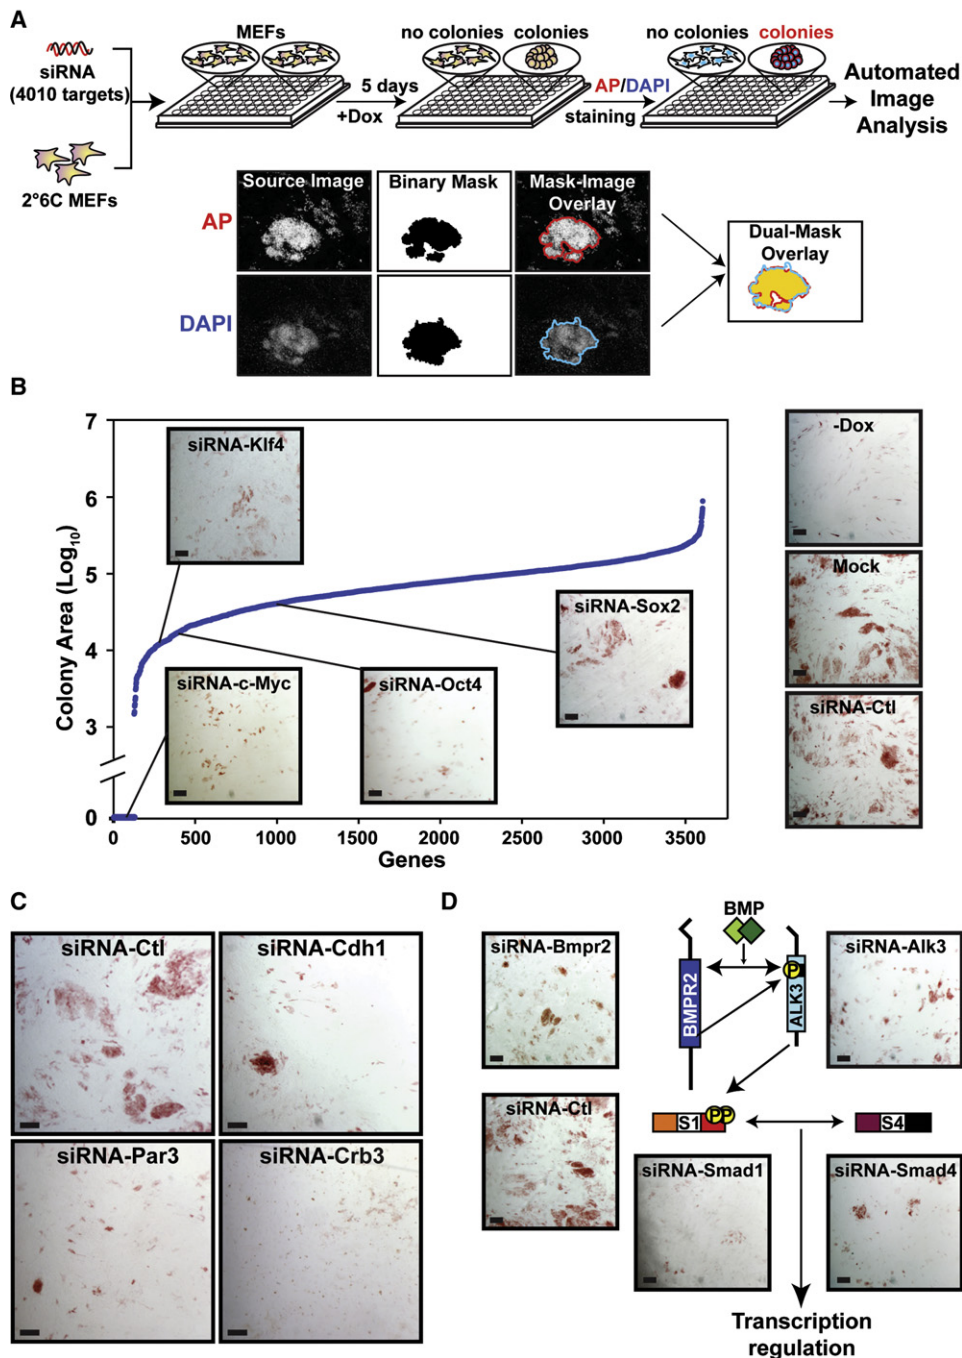 A
siRNA
(4010 targets)
2°6C MEFs
MEFs
5 days
+Dox
no colonies
colonies
AP/DAPI
staining
no colonies
colonies
Automated
Image
Analysis
Source Image
Binary Mask
Mask-Image
Overlay
AP
DAPI
Dual-Mask
Overlay
B
Colony Area (Log10)
7
6
5
4
3
0
0
500
1000
1500
2000
2500
3000
3500
Genes
siRNA-Klf4
siRNA-c-Myc
siRNA-Oct4
siRNA-Sox2
-Dox
Mock
siRNA-Ctl
C
siRNA-Ctl
siRNA-Cdh1
siRNA-Par3
siRNA-Crb3
D
BMP
siRNA-Bmpr2
BMPR2
P
ALK3
siRNA-Alk3
siRNA-Ctl
S1
PP
S4
siRNA-Smad1
siRNA-Smad4
Transcription
regulation